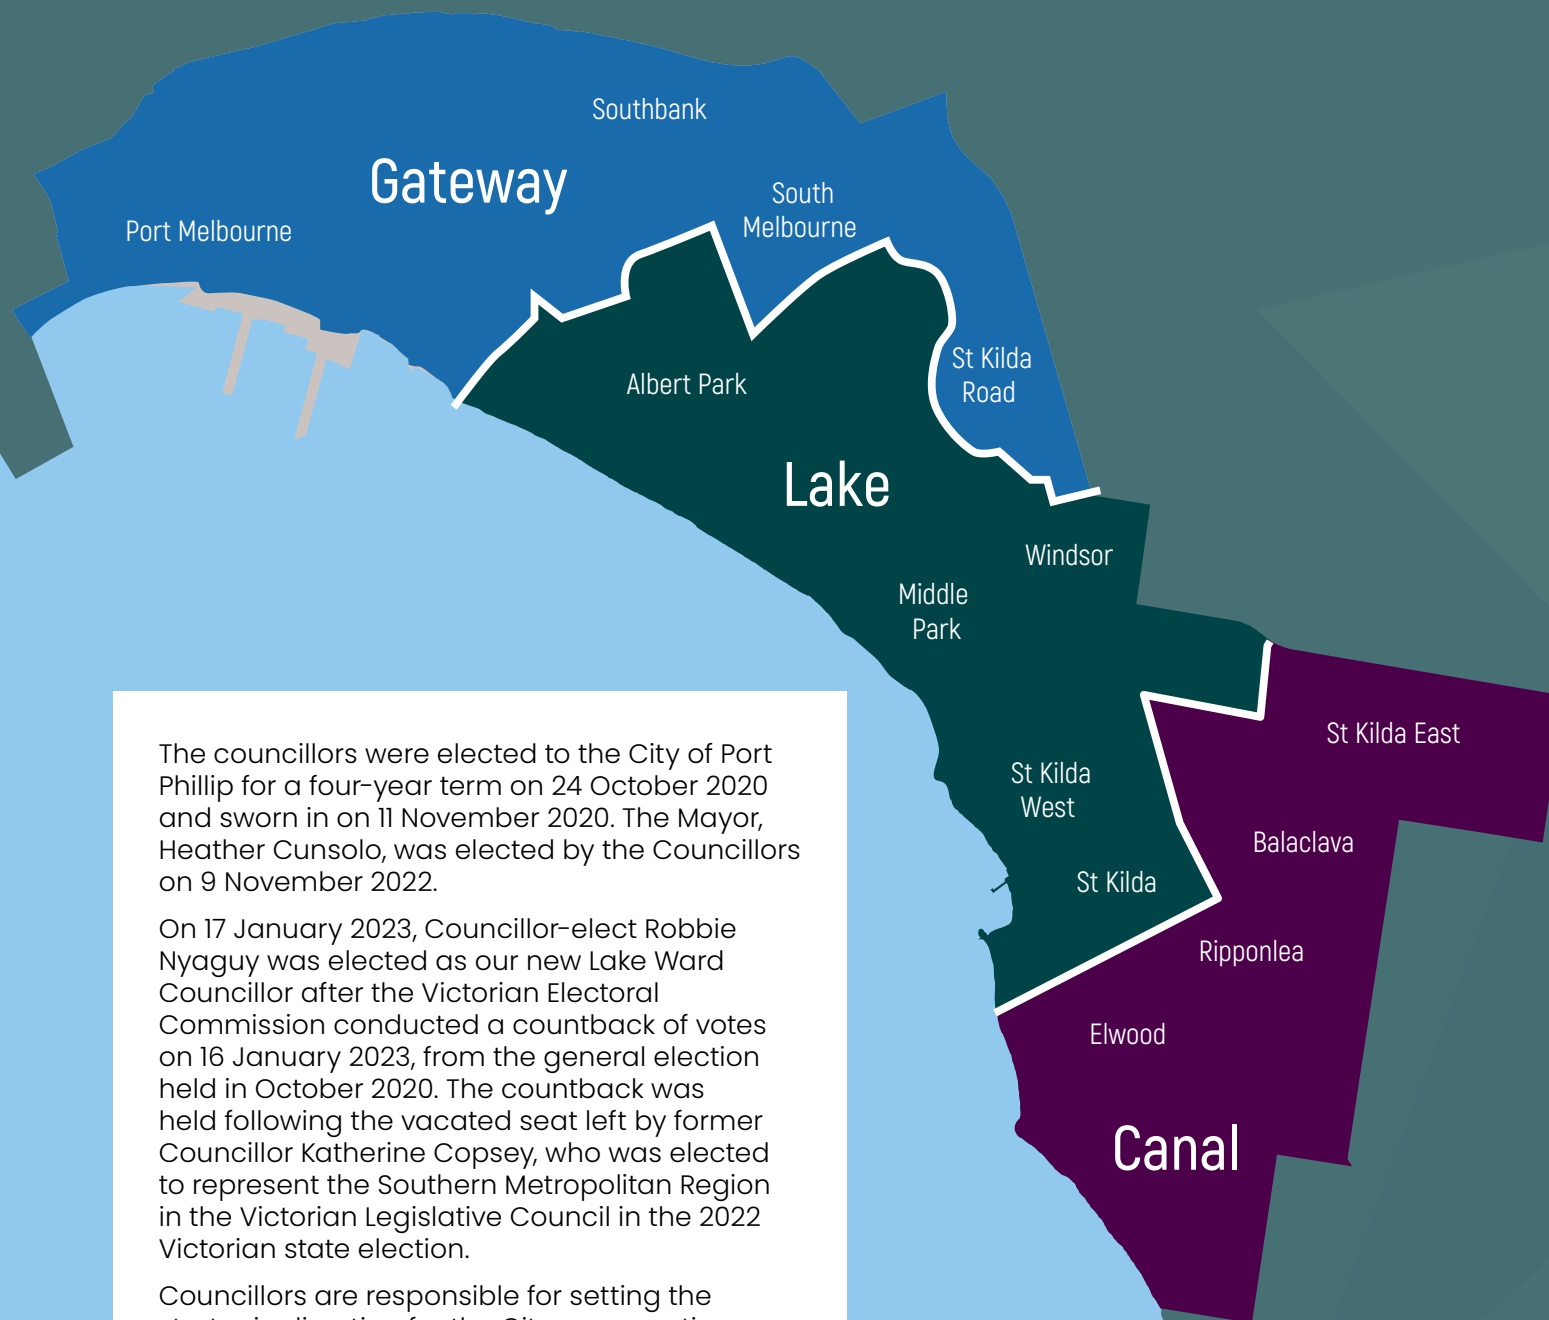 Southbank
Gateway
South
Melbourne
Port Melbourne
St Kilda
Road
Albert Park
Lake
Windsor
Middle
Park
St Kilda East
St Kilda
West
Balaclava
St Kilda
Ripponlea
Elwood
Canal
The councillors were elected to the City of Port
Phillip for a four-year term on 24 October 2020
and sworn in on 11 November 2020. The Mayor,
Heather Cunsolo, was elected by the Councillors
on 9 November 2022.
On 17 January 2023, Councillor-elect Robbie
Nyaguy was elected as our new Lake Ward
Councillor after the Victorian Electoral
Commission conducted a countback of votes
on 16 January 2023, from the general election
held in October 2020. The countback was
held following the vacated seat left by former
Councillor Katherine Copsey, who was elected
to represent the Southern Metropolitan Region
in the Victorian Legislative Council in the 2022
Victorian state election.
Councillors are responsible for setting the